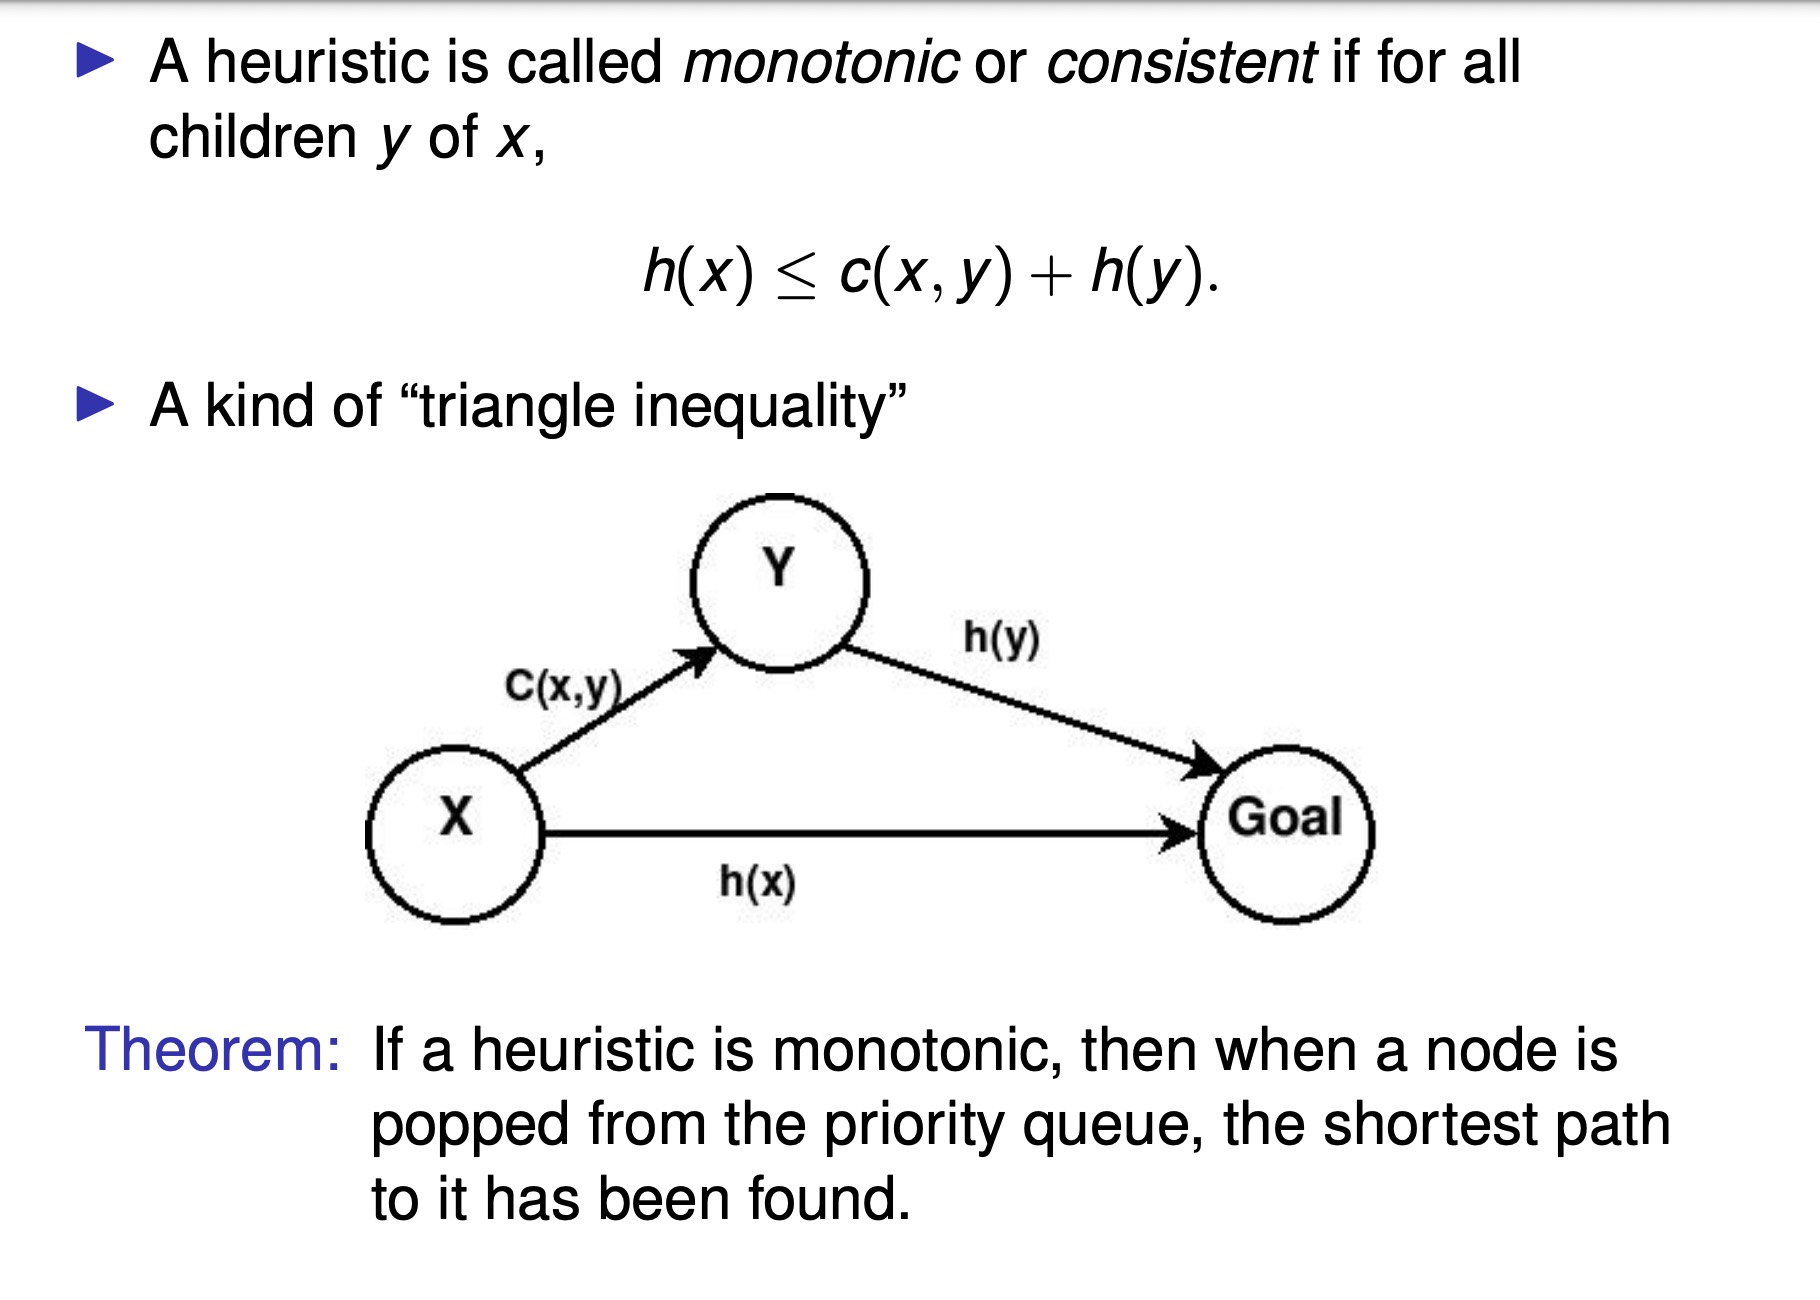 ▶ A heuristic is called monotonic or consistent if for all
children y of x,
h(x) ≤ c(x, y) + h(y).
▶ A kind of “triangle inequality”
Y
h(y)
C(x,y)
X
Goal
h(x)
Theorem: If a heuristic is monotonic, then when a node is
popped from the priority queue, the shortest path
to it has been found.